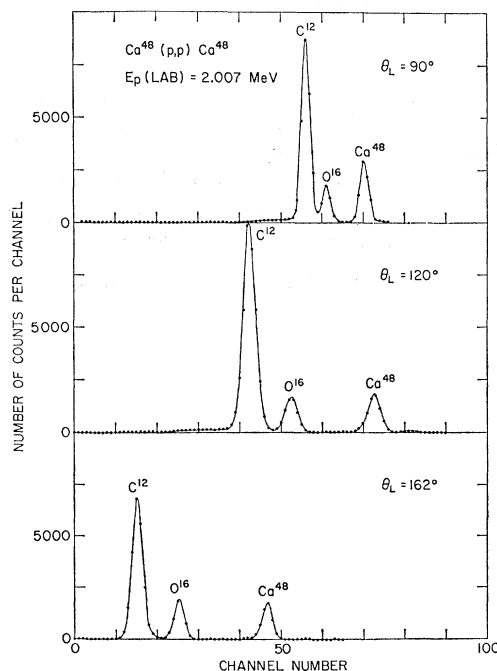 Ca⁴⁸ (p,p) Ca⁴⁸
Ep (LAB) = 2.007 MeV
θL = 90°
C¹²
O¹⁶
Ca⁴⁸
5000
0
θL = 120°
C¹²
O¹⁶
Ca⁴⁸
5000
0
θL = 162°
C¹²
O¹⁶
Ca⁴⁸
5000
0
0
50
100
NUMBER OF COUNTS PER CHANNEL
CHANNEL NUMBER